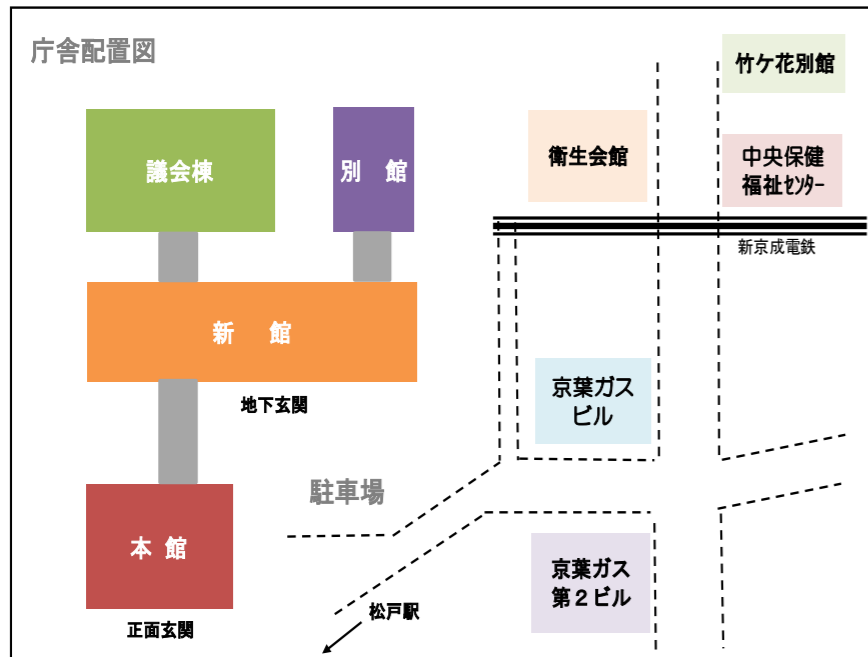 庁舎配置図
竹ケ花別館
議会棟
別 館
衛生会館
中央保健
福祉センター
新京成電鉄
新 館
地下玄関
京葉ガス
ビル
駐車場
本 館
京葉ガス
第2ビル
正面玄関
松戸駅